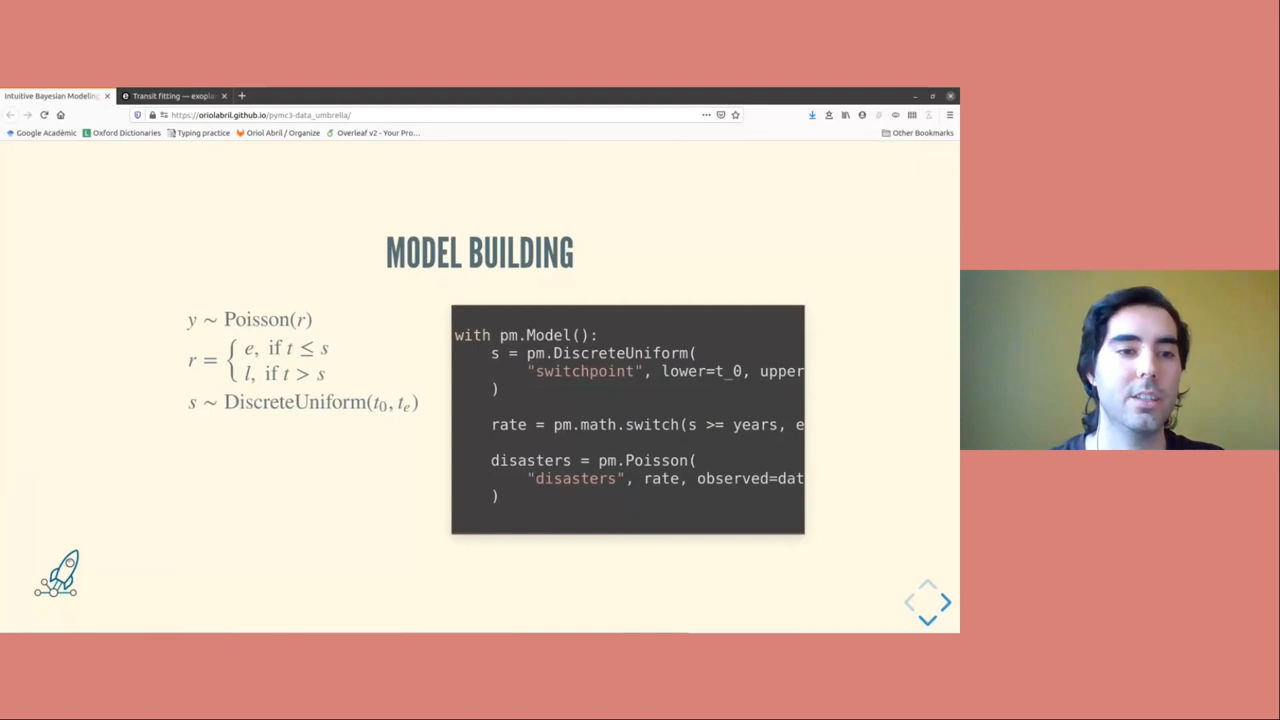 Intuitive Bayesian Modeling
Transit fitting — exopla
https://oriolabril.github.io/pymc3-data_umbrella/
Google Acadèmic
Oxford Dictionaries
Typing practice
Oriol Abril / Organize
Overleaf v2 - Your Pro...
Other Bookmarks
MODEL BUILDING
y ~ Poisson(r)
r = { e, if t ≤ s
l, if t > s
s ~ DiscreteUniform(t₀, tₑ)
with pm.Model():
s = pm.DiscreteUniform(
"switchpoint", lower=t_0, upper
)
rate = pm.math.switch(s >= years, e
disasters = pm.Poisson(
"disasters", rate, observed=dat
)